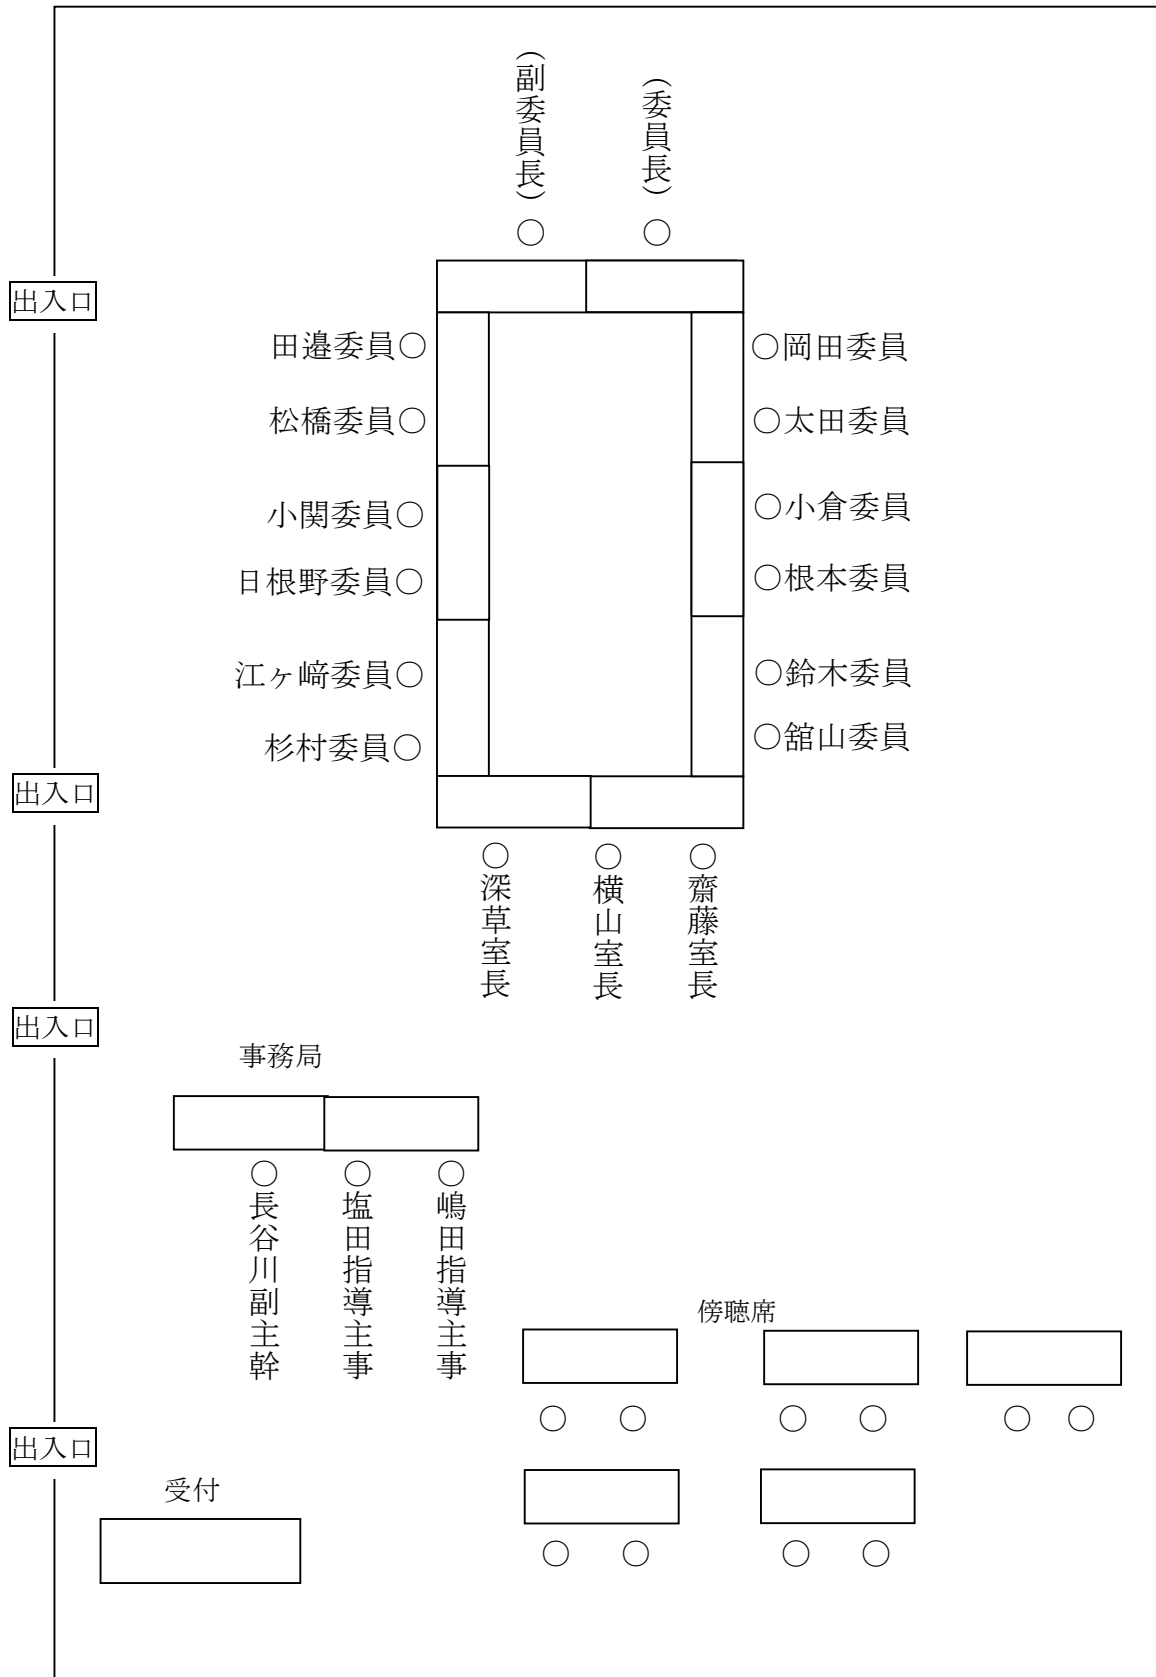 （副委員長）○
（委員長）○
出入口
田邉委員○
○岡田委員
松橋委員○
○太田委員
小関委員○
○小倉委員
日根野委員○
○根本委員
江ヶ﨑委員○
○鈴木委員
杉村委員○
○舘山委員
出入口
○深草室長
○横山室長
○齋藤室長
出入口
事務局
○長谷川副主幹
○塩田指導主事
○嶋田指導主事
傍聴席
○ ○ ○ ○ ○ ○
出入口
受付
○ ○ ○ ○